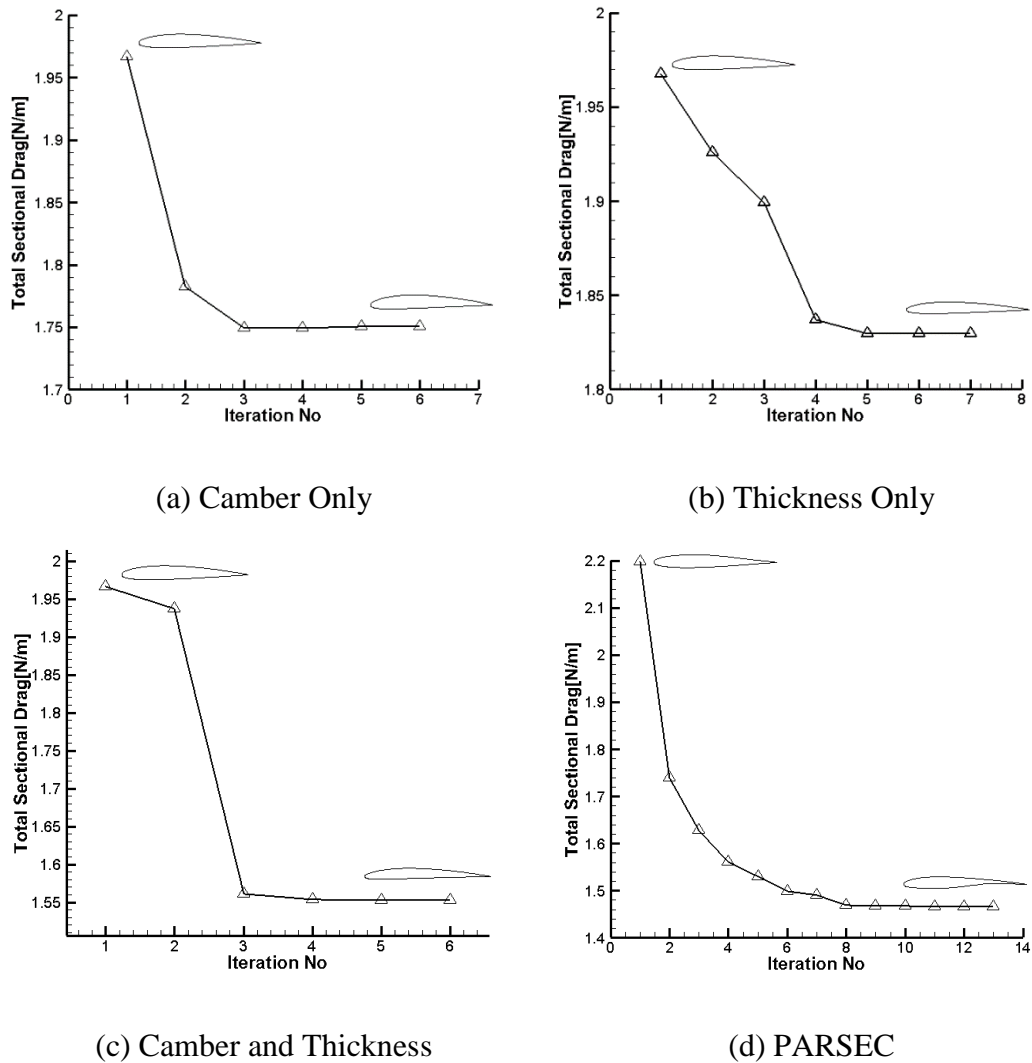 2
1.95
1.9
1.85
1.8
1.75
1.7
Total Sectional Drag[N/m]
0 1 2 3 4 5 6 7
Iteration No
(a) Camber Only
2
1.95
1.9
1.85
1.8
Total Sectional Drag[N/m]
0 1 2 3 4 5 6 7 8
Iteration No
(b) Thickness Only
2
1.95
1.9
1.85
1.8
1.75
1.7
1.65
1.6
1.55
Total Sectional Drag[N/m]
1 2 3 4 5 6
Iteration No
(c) Camber and Thickness
2.2
2.1
2
1.9
1.8
1.7
1.6
1.5
1.4
Total Sectional Drag[N/m]
0 2 4 6 8 10 12 14
Iteration No
(d) PARSEC